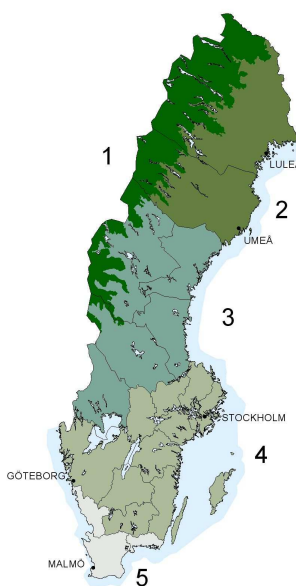 1
LULEÅ
2
UMEÅ
3
STOCKHOLM
4
GÖTEBORG
MALMÖ
5